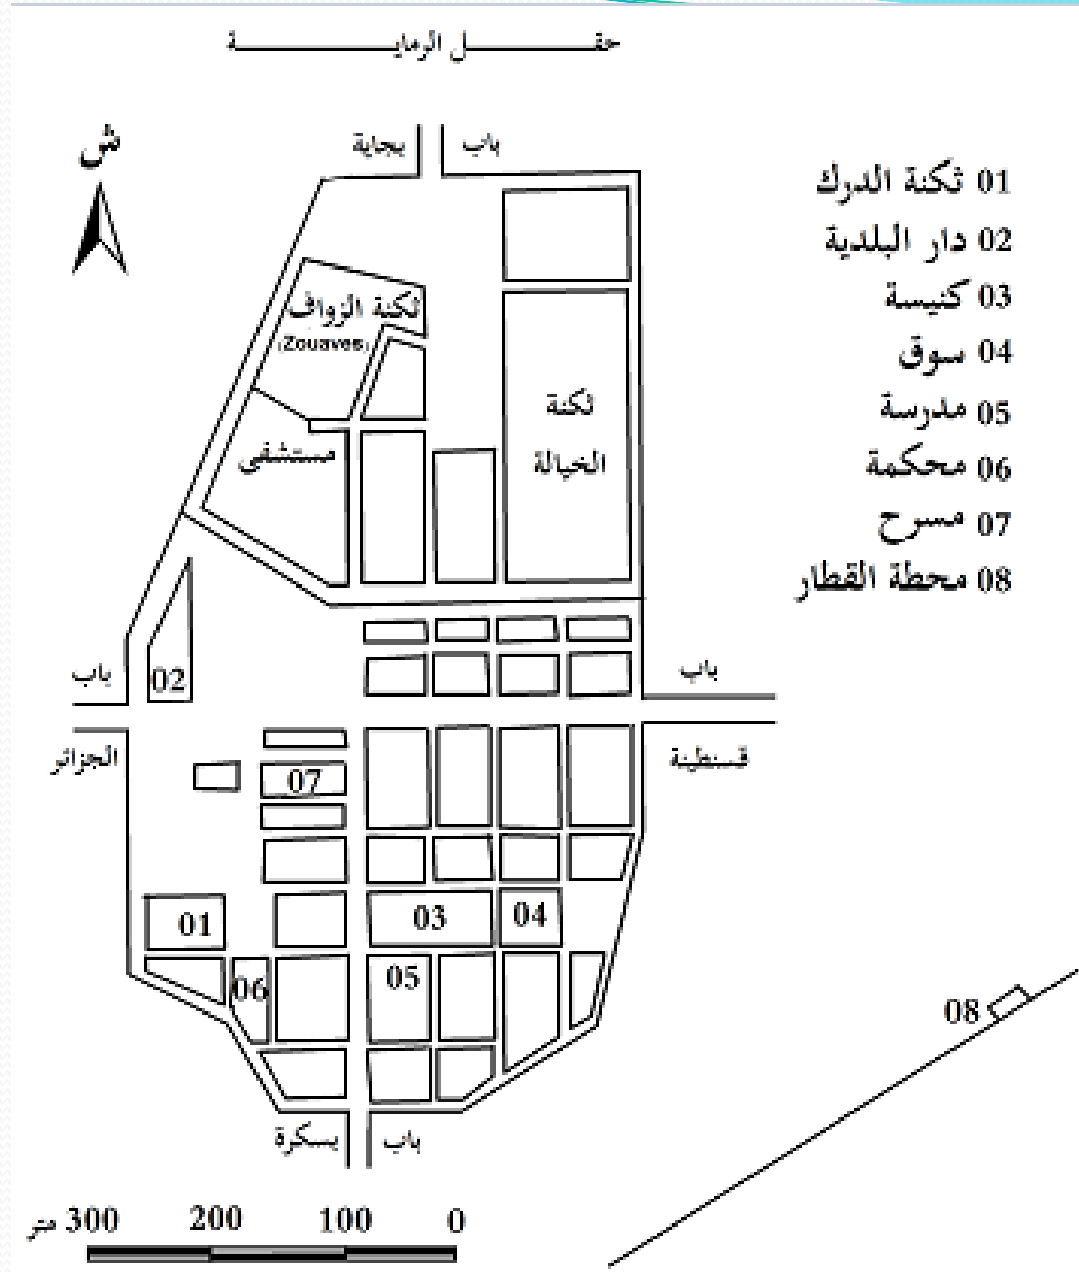 حقل الرماية
ش
باب بجاية
01 ثكنة الدرك
02 دار البلدية
03 كنيسة
04 سوق
05 مدرسة
06 محكمة
07 مسرح
08 محطة القطار
ثكنة الزواف
(Zouaves)
ثكنة
الخيالة
مستشفى
02
باب
الجزائر
باب
قسنطينة
07
01
03
04
06
05
08
باب بسكرة
0 100 200 300 متر